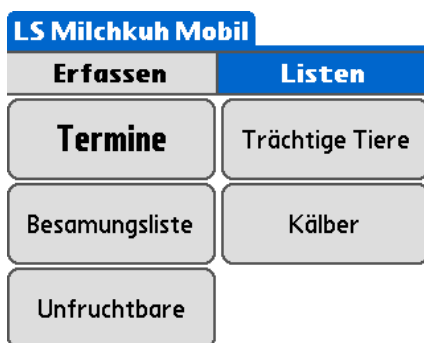 LS Milchkuh Mobil
Erfassen Listen
Termine Trächtige Tiere
Besamungsliste Kälber
Unfruchtbare